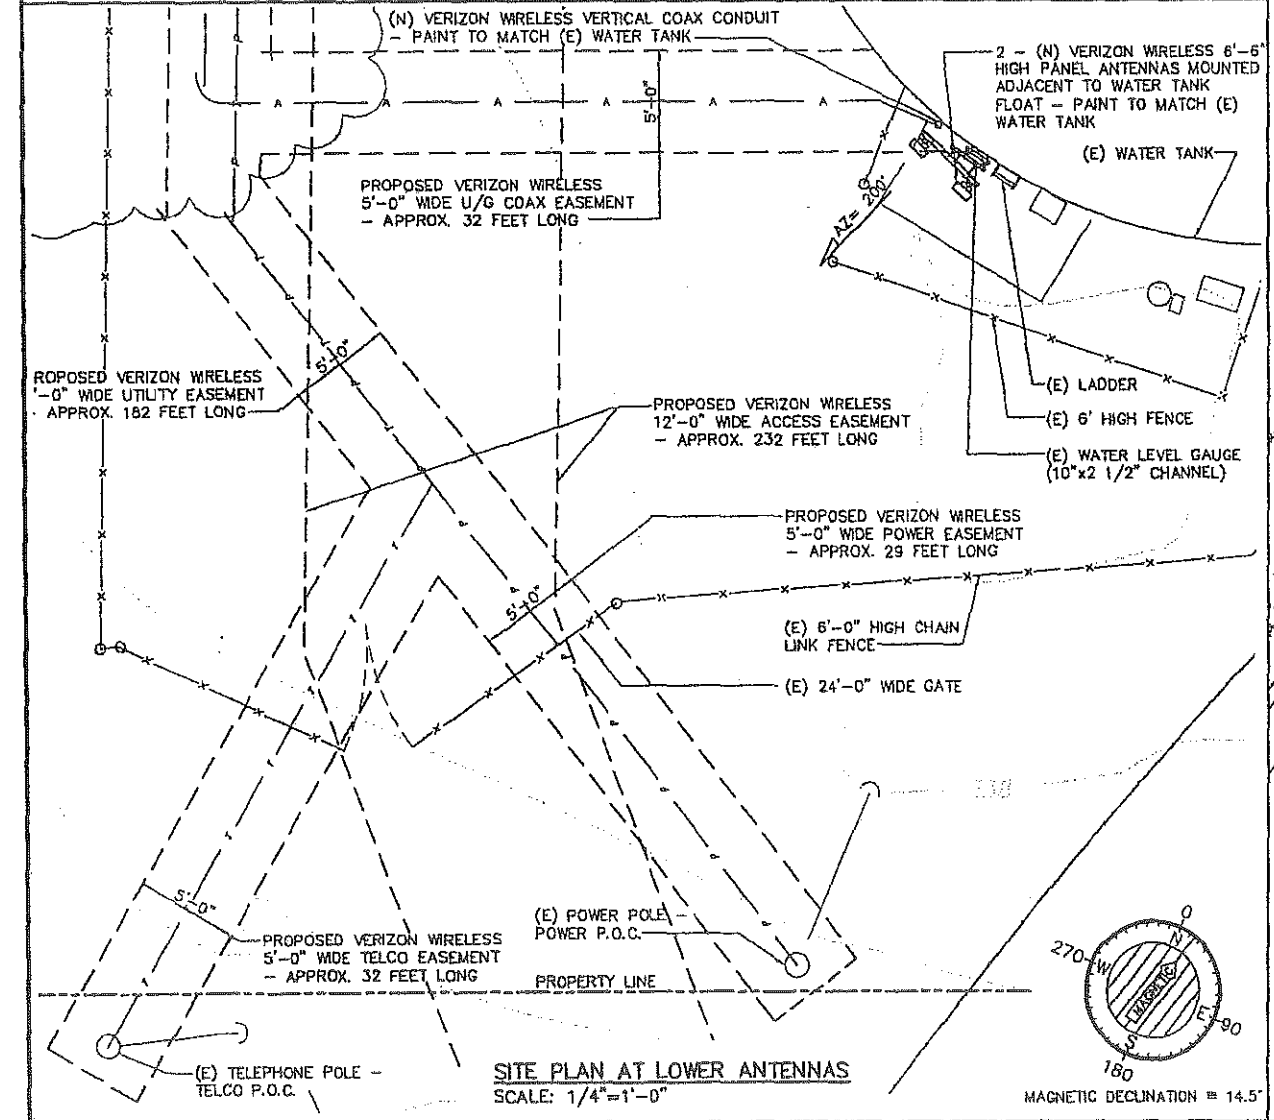 (N) VERIZON WIRELESS VERTICAL COAX CONDUIT
- PAINT TO MATCH (E) WATER TANK
2 - (N) VERIZON WIRELESS 6'-6"
HIGH PANEL ANTENNAS MOUNTED
ADJACENT TO WATER TANK
FLOAT - PAINT TO MATCH (E)
WATER TANK
(E) WATER TANK
5'-0"
A A A A A A A
PROPOSED VERIZON WIRELESS
5'-0" WIDE U/G COAX EASEMENT
- APPROX. 32 FEET LONG
AZ= 200°
5'-0"
ROPOSED VERIZON WIRELESS
'-0" WIDE UTILITY EASEMENT
- APPROX. 182 FEET LONG
PROPOSED VERIZON WIRELESS
12'-0" WIDE ACCESS EASEMENT
- APPROX. 232 FEET LONG
(E) LADDER
(E) 6' HIGH FENCE
(E) WATER LEVEL GAUGE
(10"x2 1/2" CHANNEL)
PROPOSED VERIZON WIRELESS
5'-0" WIDE POWER EASEMENT
- APPROX. 29 FEET LONG
5'-0"
(E) 6'-0" HIGH CHAIN
LINK FENCE
(E) 24'-0" WIDE GATE
5'-0"
PROPOSED VERIZON WIRELESS
5'-0" WIDE TELCO EASEMENT
- APPROX. 32 FEET LONG
(E) POWER POLE -
POWER P.O.C.
PROPERTY LINE
(E) TELEPHONE POLE -
TELCO P.O.C.
SITE PLAN AT LOWER ANTENNAS
SCALE: 1/4"=1'-0"
0
N
270
W
MAGNETIC
E
90
S
180
MAGNETIC DECLINATION = 14.5°